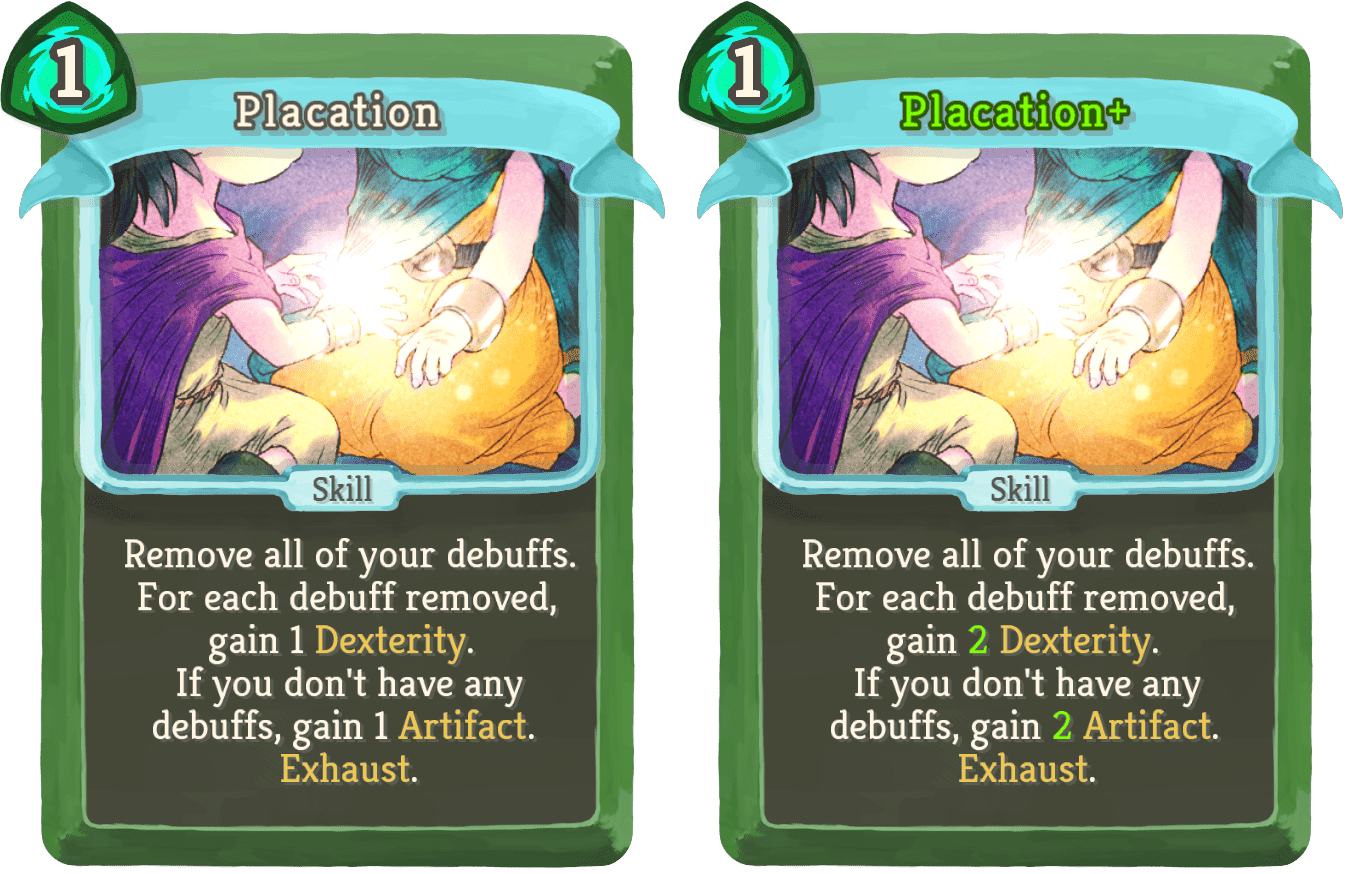 1
Placation
Skill
Remove all of your debuffs.
For each debuff removed,
gain 1 Dexterity.
If you don't have any
debuffs, gain 1 Artifact.
Exhaust.
1
Placation+
Skill
Remove all of your debuffs.
For each debuff removed,
gain 2 Dexterity.
If you don't have any
debuffs, gain 2 Artifact.
Exhaust.